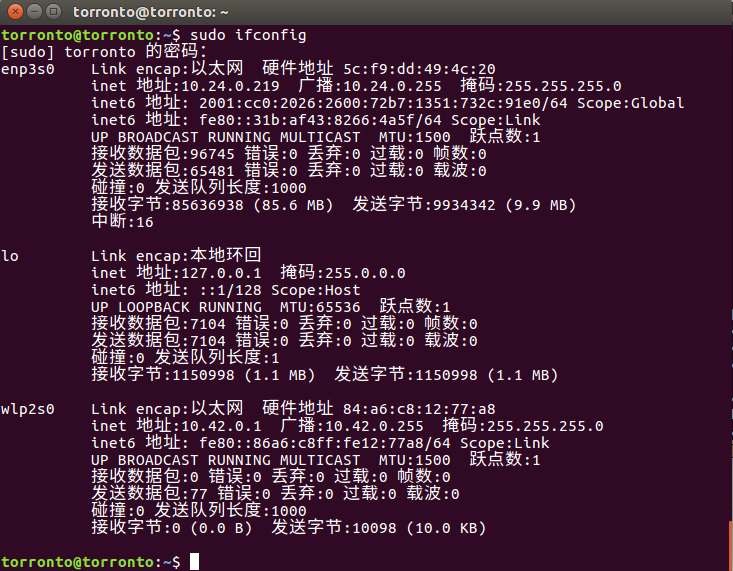 torronto@torronto: ~
torronto@torronto:~$ sudo ifconfig
[sudo] torronto 的密码：
enp3s0    Link encap:以太网  硬件地址 5c:f9:dd:49:4c:20
          inet 地址:10.24.0.219  广播:10.24.0.255  掩码:255.255.255.0
          inet6 地址: 2001:cc0:2026:2600:72b7:1351:732c:91e0/64 Scope:Global
          inet6 地址: fe80::31b:af43:8266:4a5f/64 Scope:Link
          UP BROADCAST RUNNING MULTICAST  MTU:1500  跃点数:1
          接收数据包:96745 错误:0 丢弃:0 过载:0 帧数:0
          发送数据包:65481 错误:0 丢弃:0 过载:0 载波:0
          碰撞:0 发送队列长度:1000
          接收字节:85636938 (85.6 MB)  发送字节:9934342 (9.9 MB)
          中断:16
lo        Link encap:本地环回
          inet 地址:127.0.0.1  掩码:255.0.0.0
          inet6 地址: ::1/128 Scope:Host
          UP LOOPBACK RUNNING  MTU:65536  跃点数:1
          接收数据包:7104 错误:0 丢弃:0 过载:0 帧数:0
          发送数据包:7104 错误:0 丢弃:0 过载:0 载波:0
          碰撞:0 发送队列长度:1
          接收字节:1150998 (1.1 MB)  发送字节:1150998 (1.1 MB)
wlp2s0    Link encap:以太网  硬件地址 84:a6:c8:12:77:a8
          inet 地址:10.42.0.1  广播:10.42.0.255  掩码:255.255.255.0
          inet6 地址: fe80::86a6:c8ff:fe12:77a8/64 Scope:Link
          UP BROADCAST RUNNING MULTICAST  MTU:1500  跃点数:1
          接收数据包:0 错误:0 丢弃:0 过载:0 帧数:0
          发送数据包:77 错误:0 丢弃:0 过载:0 载波:0
          碰撞:0 发送队列长度:1000
          接收字节:0 (0.0 B)  发送字节:10098 (10.0 KB)
torronto@torronto:~$